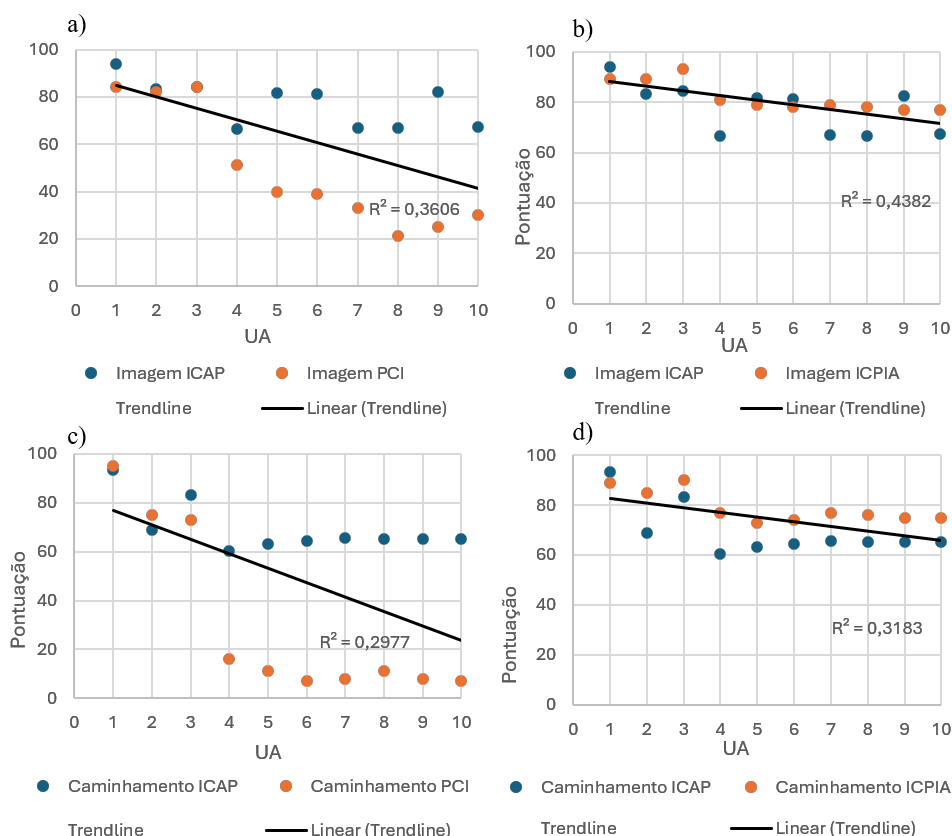 a)
100
80
60
40
20
0
R² = 0,3606
0 1 2 3 4 5 6 7 8 9 10
UA
Imagem ICAP Imagem PCI
Trendline Linear (Trendline)
b)
Pontuação
100
80
60
40
20
0
R² = 0,4382
0 1 2 3 4 5 6 7 8 9 10
UA
Imagem ICAP Imagem ICPIA
Trendline Linear (Trendline)
c)
Pontuação
100
80
60
40
20
0
R² = 0,2977
0 1 2 3 4 5 6 7 8 9 10
UA
Caminhamento ICAP Caminhamento PCI
Trendline Linear (Trendline)
d)
Pontuação
100
80
60
40
20
0
R² = 0,3183
0 1 2 3 4 5 6 7 8 9 10
UA
Caminhamento ICAP Caminhamento ICPIA
Trendline Linear (Trendline)